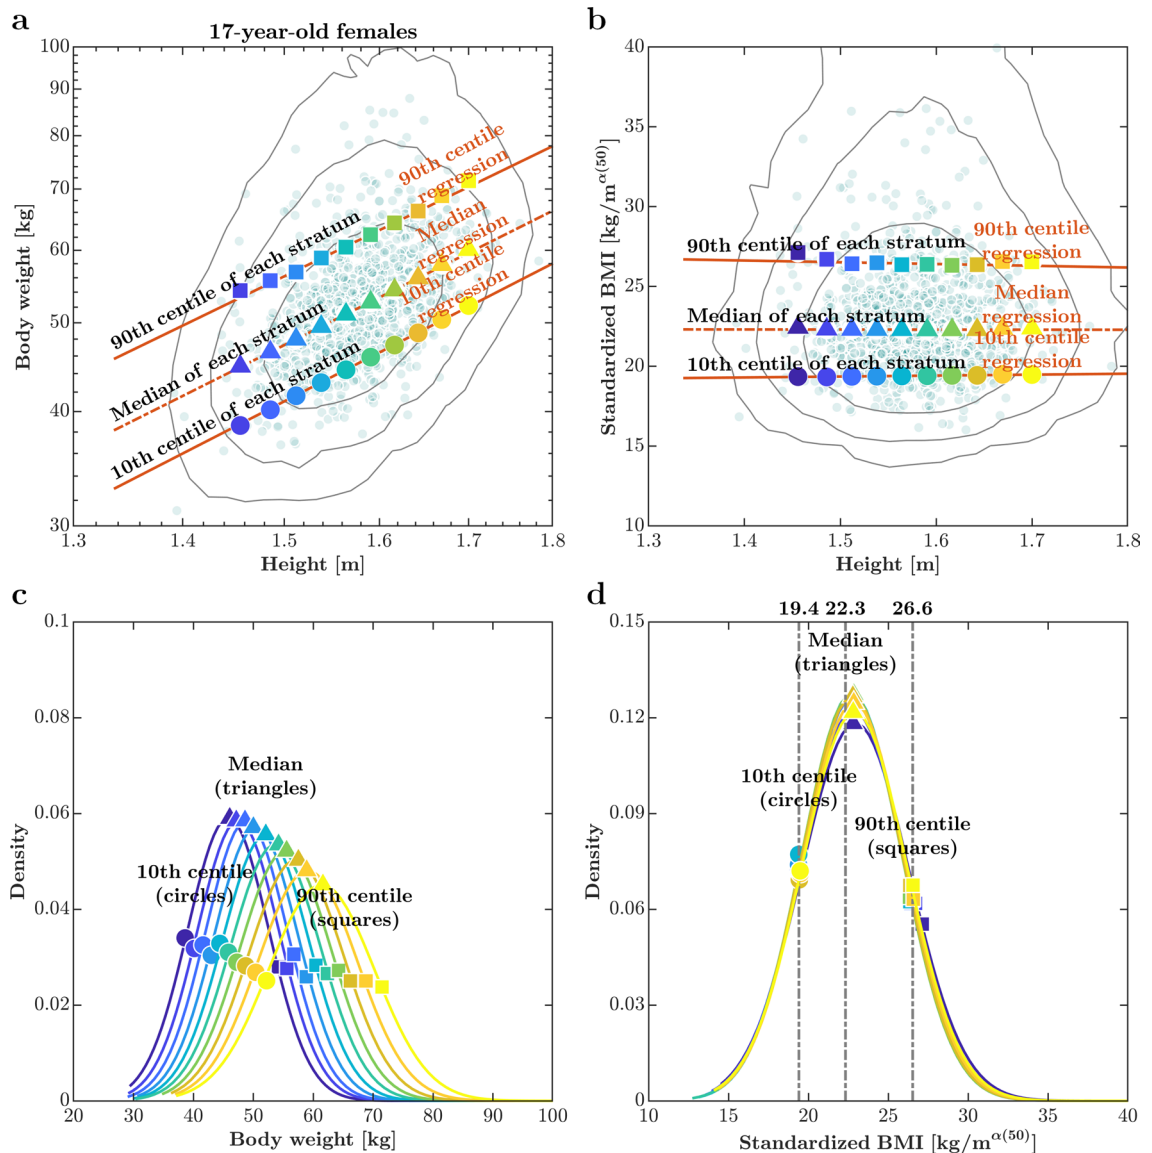 a
17-year-old females
100
90
80
70
60
50
40
30
Body weight [kg]
90th centile of each stratum
Median of each stratum
10th centile of each stratum
90th centile
regression
Median
regression
10th centile
regression
1.3
1.4
1.5
1.6
1.7
1.8
Height [m]
b
40
35
30
25
20
15
10
Standardized BMI [kg/m^α(50)]
90th centile of each stratum
90th centile
regression
Median of each stratum
Median
regression
10th centile of each stratum
10th centile
regression
1.3
1.4
1.5
1.6
1.7
1.8
Height [m]
c
0.1
0.08
0.06
0.04
0.02
0
Density
Median
(triangles)
10th centile
(circles)
90th centile
(squares)
20
30
40
50
60
70
80
90
100
Body weight [kg]
d
19.4 22.3 26.6
0.15
0.12
0.09
0.06
0.03
0
Density
Median
(triangles)
10th centile
(circles)
90th centile
(squares)
10
15
20
25
30
35
40
Standardized BMI [kg/m^α(50)]